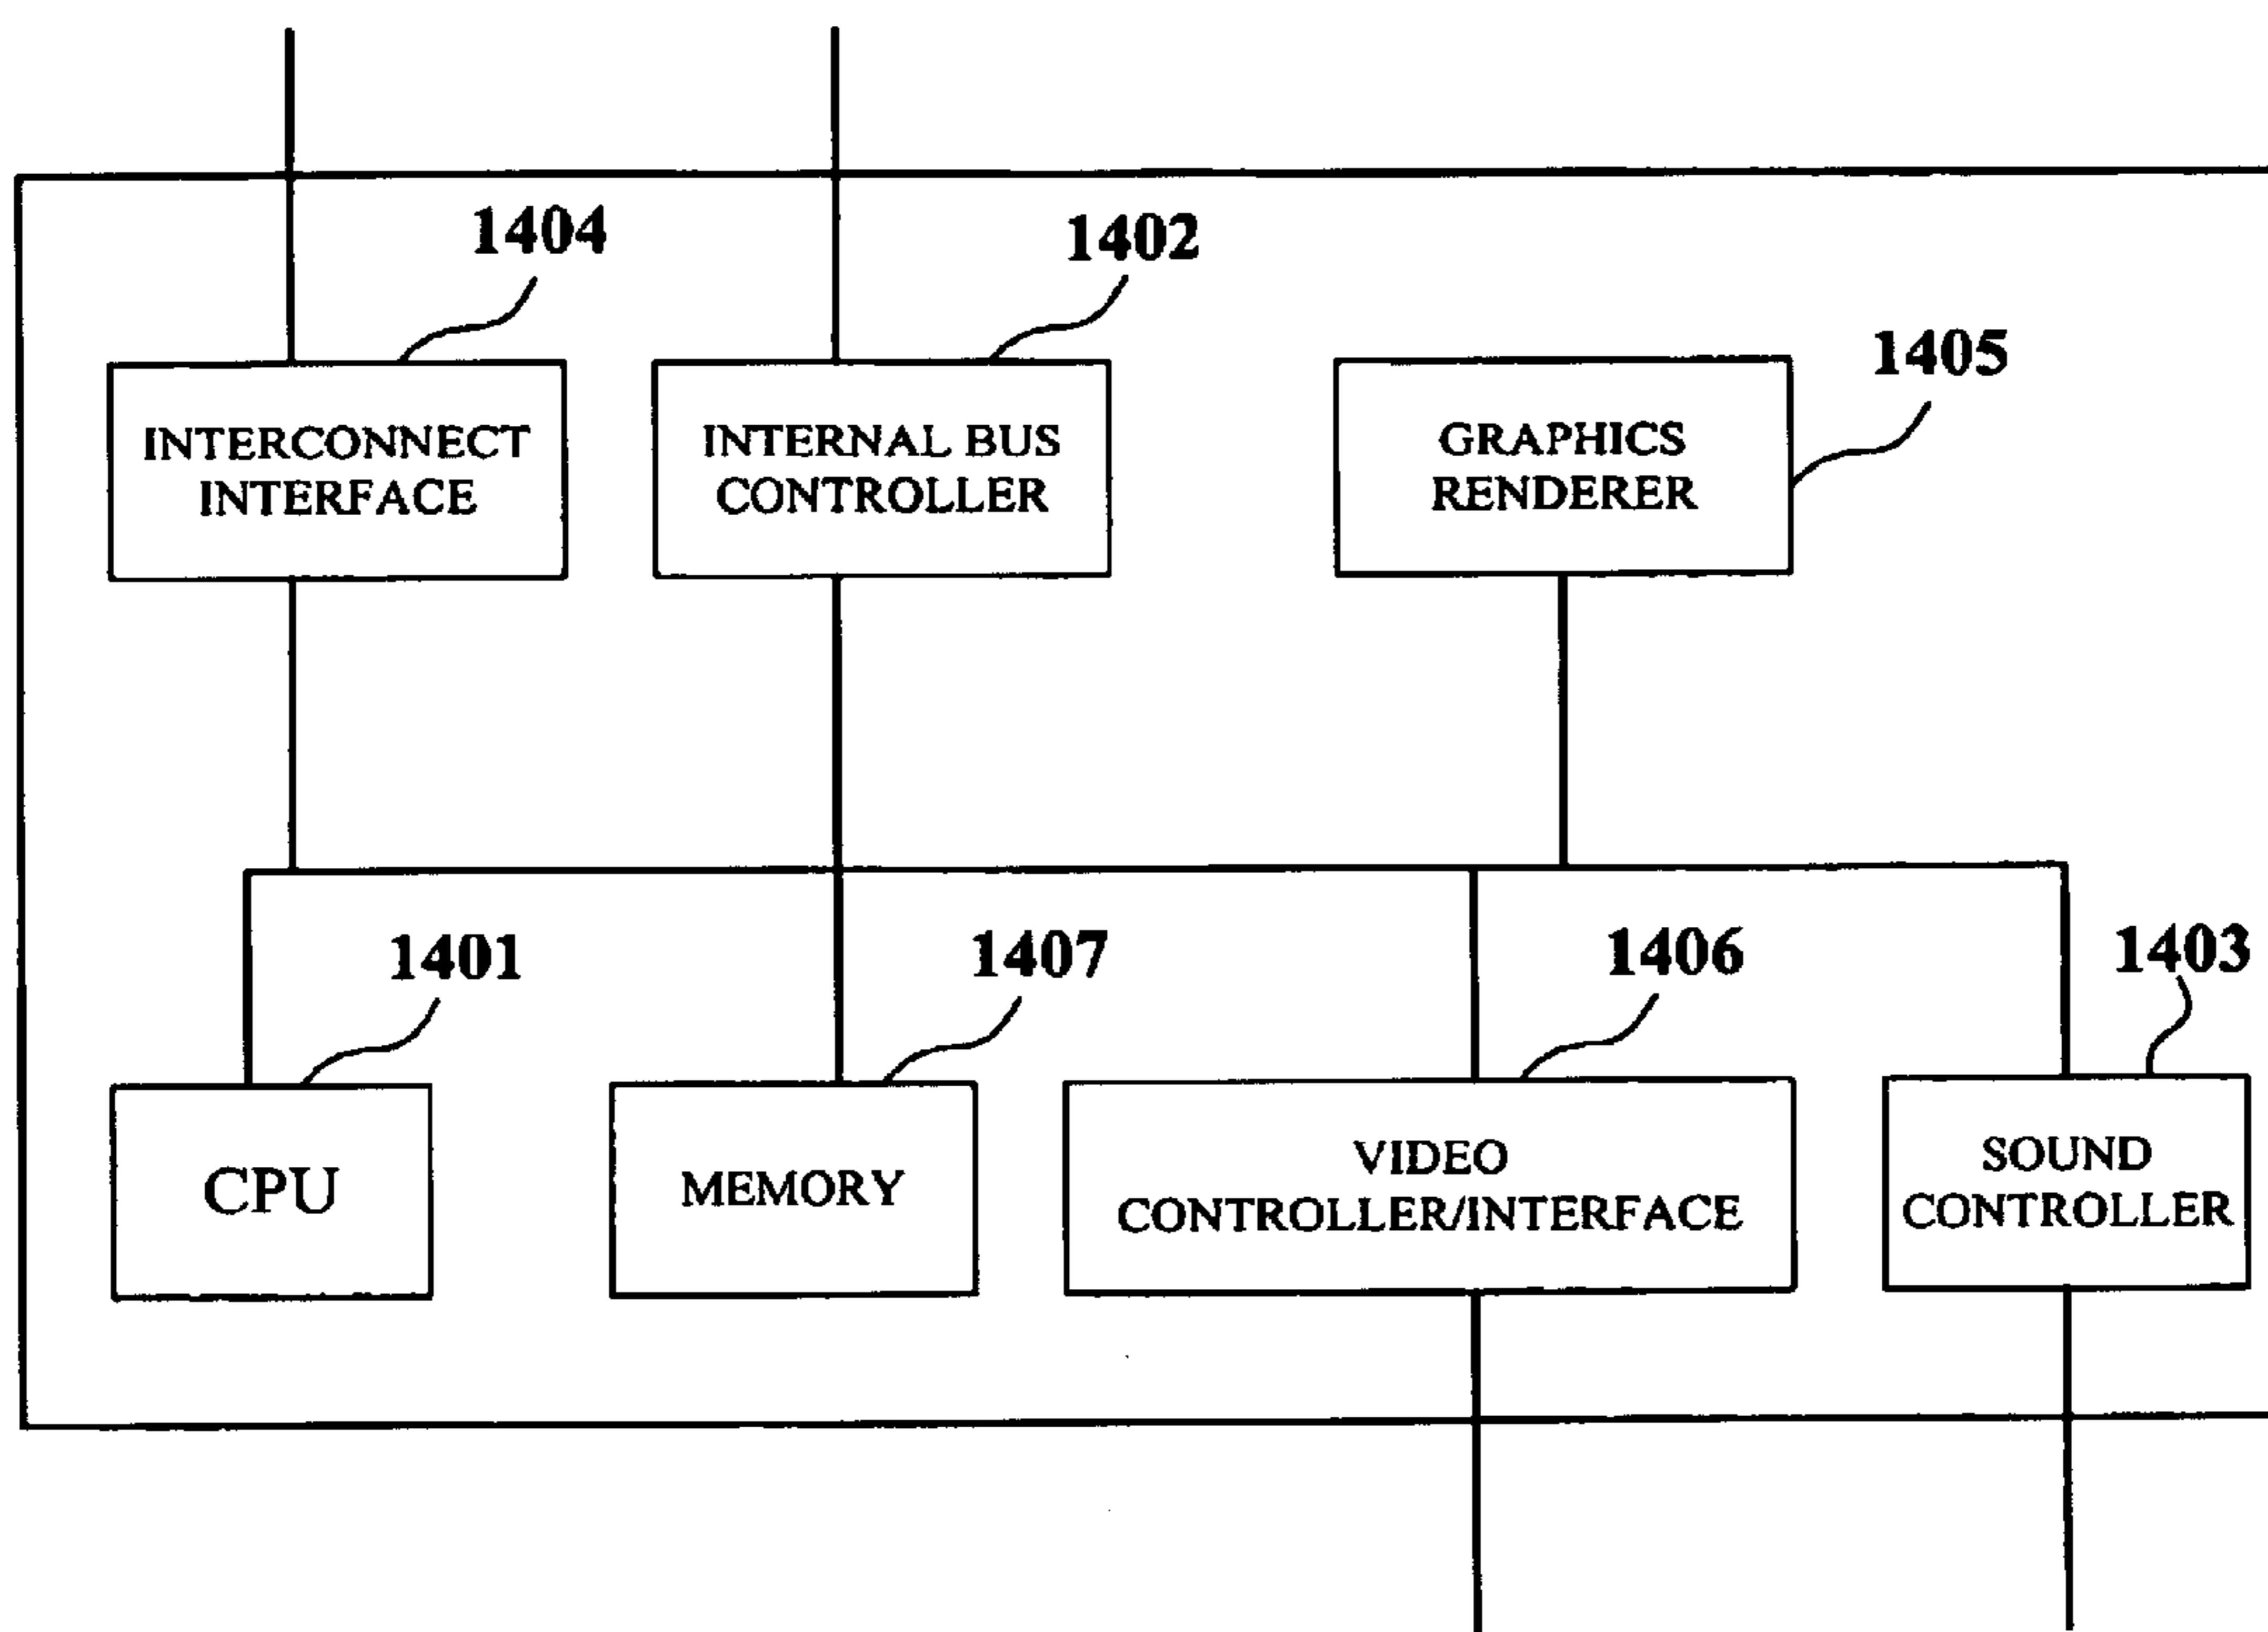 1404
1402
1405
INTERCONNECT
INTERFACE
INTERNAL BUS
CONTROLLER
GRAPHICS
RENDERER
1401
1407
1406
1403
CPU
MEMORY
VIDEO
CONTROLLER/INTERFACE
SOUND
CONTROLLER